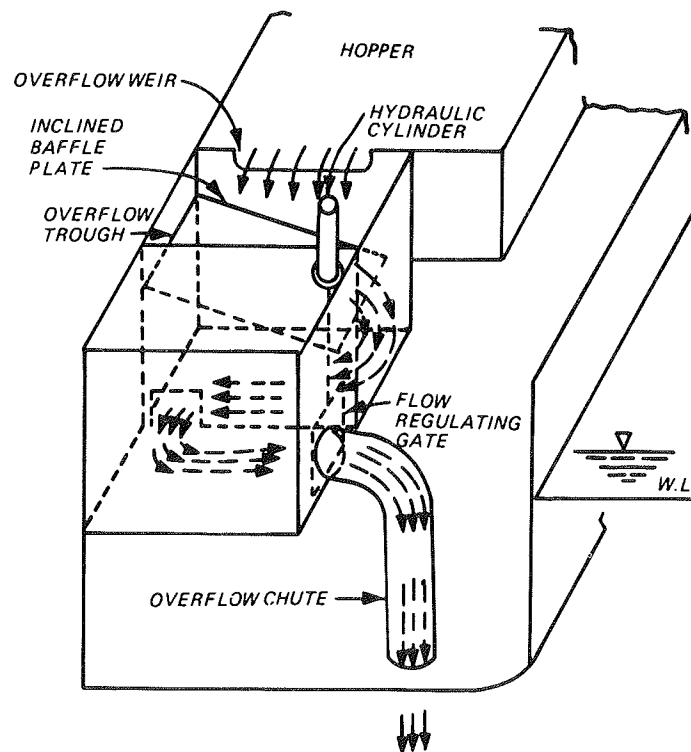 HOPPER
OVERFLOW WEIR
HYDRAULIC
CYLINDER
INCLINED
BAFFLE
PLATE
OVERFLOW
TROUGH
FLOW
REGULATING
GATE
W.L
OVERFLOW CHUTE